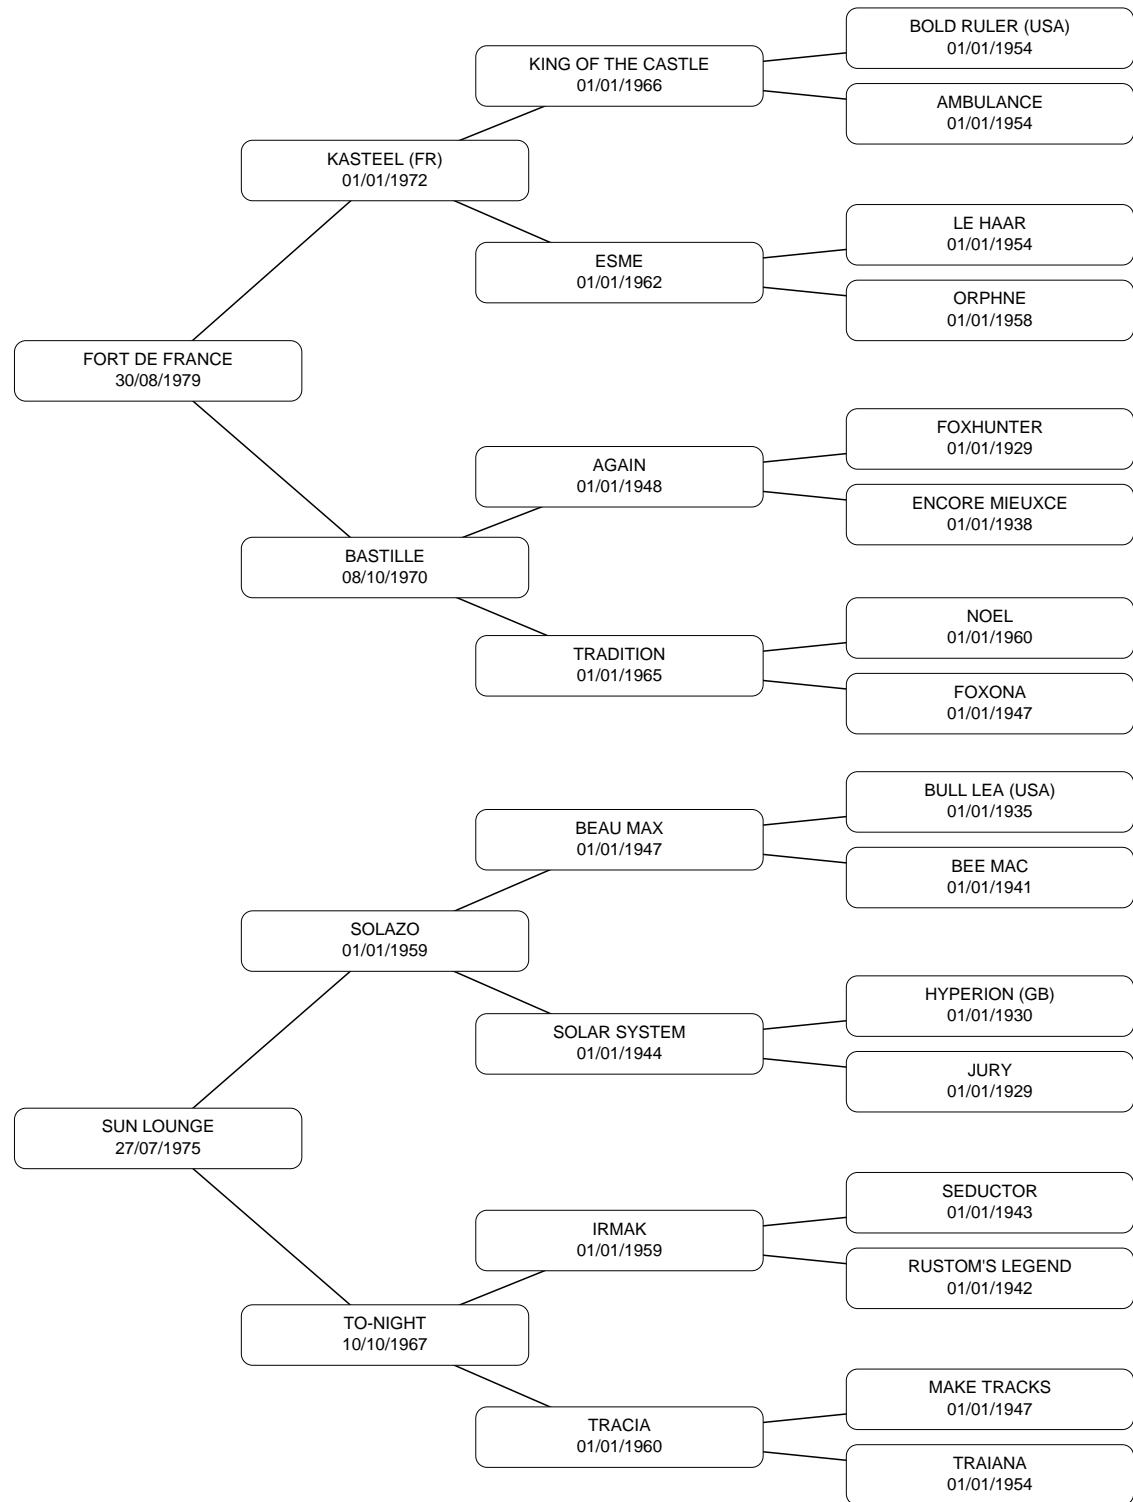 BOLD RULER (USA)
01/01/1954
KING OF THE CASTLE
01/01/1966
AMBULANCE
01/01/1954
KASTEEL (FR)
01/01/1972
LE HAAR
01/01/1954
ESME
01/01/1962
ORPHNE
01/01/1958
FORT DE FRANCE
30/08/1979
FOXHUNTER
01/01/1929
AGAIN
01/01/1948
ENCORE MIEUXCE
01/01/1938
BASTILLE
08/10/1970
NOEL
01/01/1960
TRADITION
01/01/1965
FOXONA
01/01/1947
BULL LEA (USA)
01/01/1935
BEAU MAX
01/01/1947
BEE MAC
01/01/1941
SOLAZO
01/01/1959
HYPERION (GB)
01/01/1930
SOLAR SYSTEM
01/01/1944
JURY
01/01/1929
SUN LOUNGE
27/07/1975
SEDUCTOR
01/01/1943
IRMAK
01/01/1959
RUSTOM'S LEGEND
01/01/1942
TO-NIGHT
10/10/1967
MAKE TRACKS
01/01/1947
TRACIA
01/01/1960
TRAIANA
01/01/1954